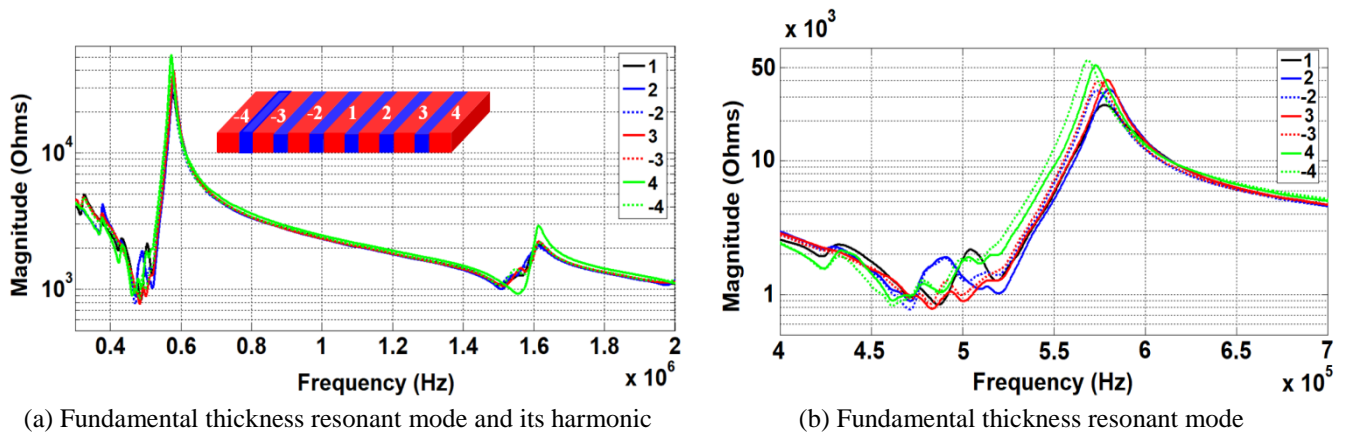 (a)
Magnitude (Ohms)
10^4
10^3
0.4 0.6 0.8 1 1.2 1.4 1.6 1.8 2
x 10^6
Frequency (Hz)
-4 -3 -2 1 2 3 4
1
2
-2
3
-3
4
-4
(a) Fundamental thickness resonant mode and its harmonic
(b)
x 10^3
Magnitude (Ohms)
50
10
1
4 4.5 5 5.5 6 6.5 7
x 10^5
Frequency (Hz)
1
2
-2
3
-3
4
-4
(b) Fundamental thickness resonant mode